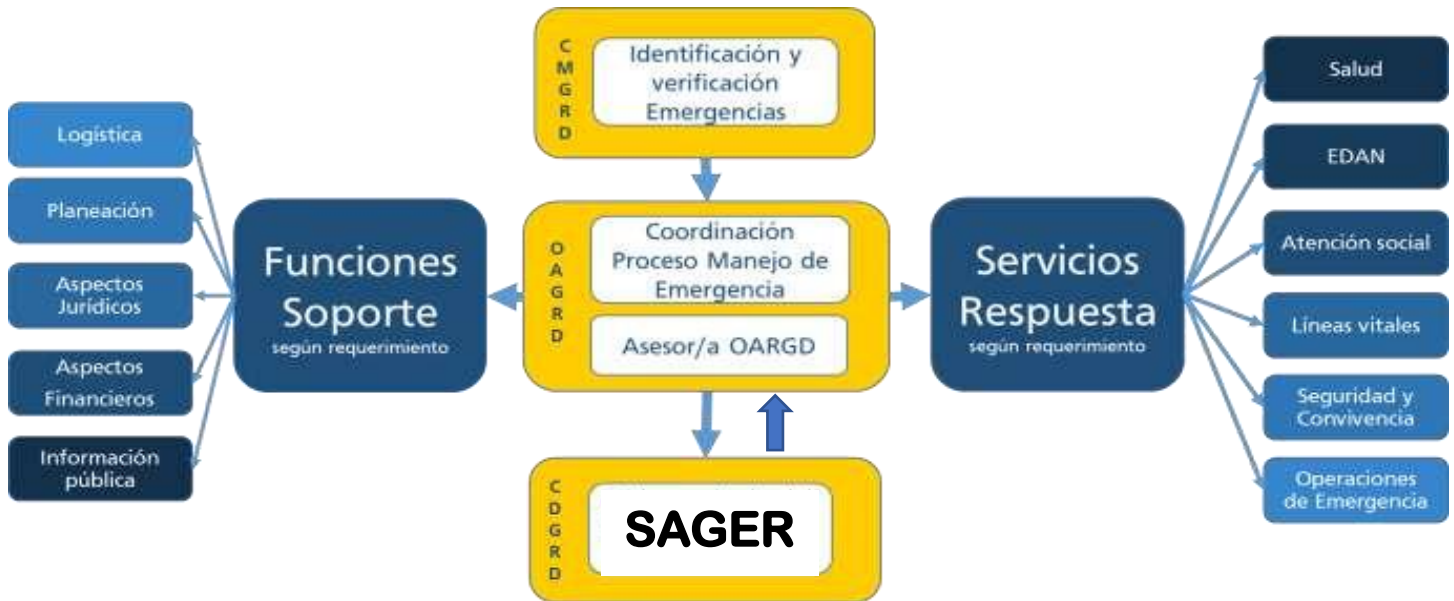 C
M
G
R
D
Identificación y
verificación
Emergencias
Logística
Planeación
Aspectos
Jurídicos
Aspectos
Financieros
Información
pública
Funciones
Soporte
según requerimiento
O
A
G
R
D
Coordinación
Proceso Manejo de
Emergencia
Asesor/a OARGD
C
D
G
R
D
SAGER
Servicios
Respuesta
según requerimiento
Salud
EDAN
Atención social
Líneas vitales
Seguridad y
Convivencia
Operaciones
de Emergencia